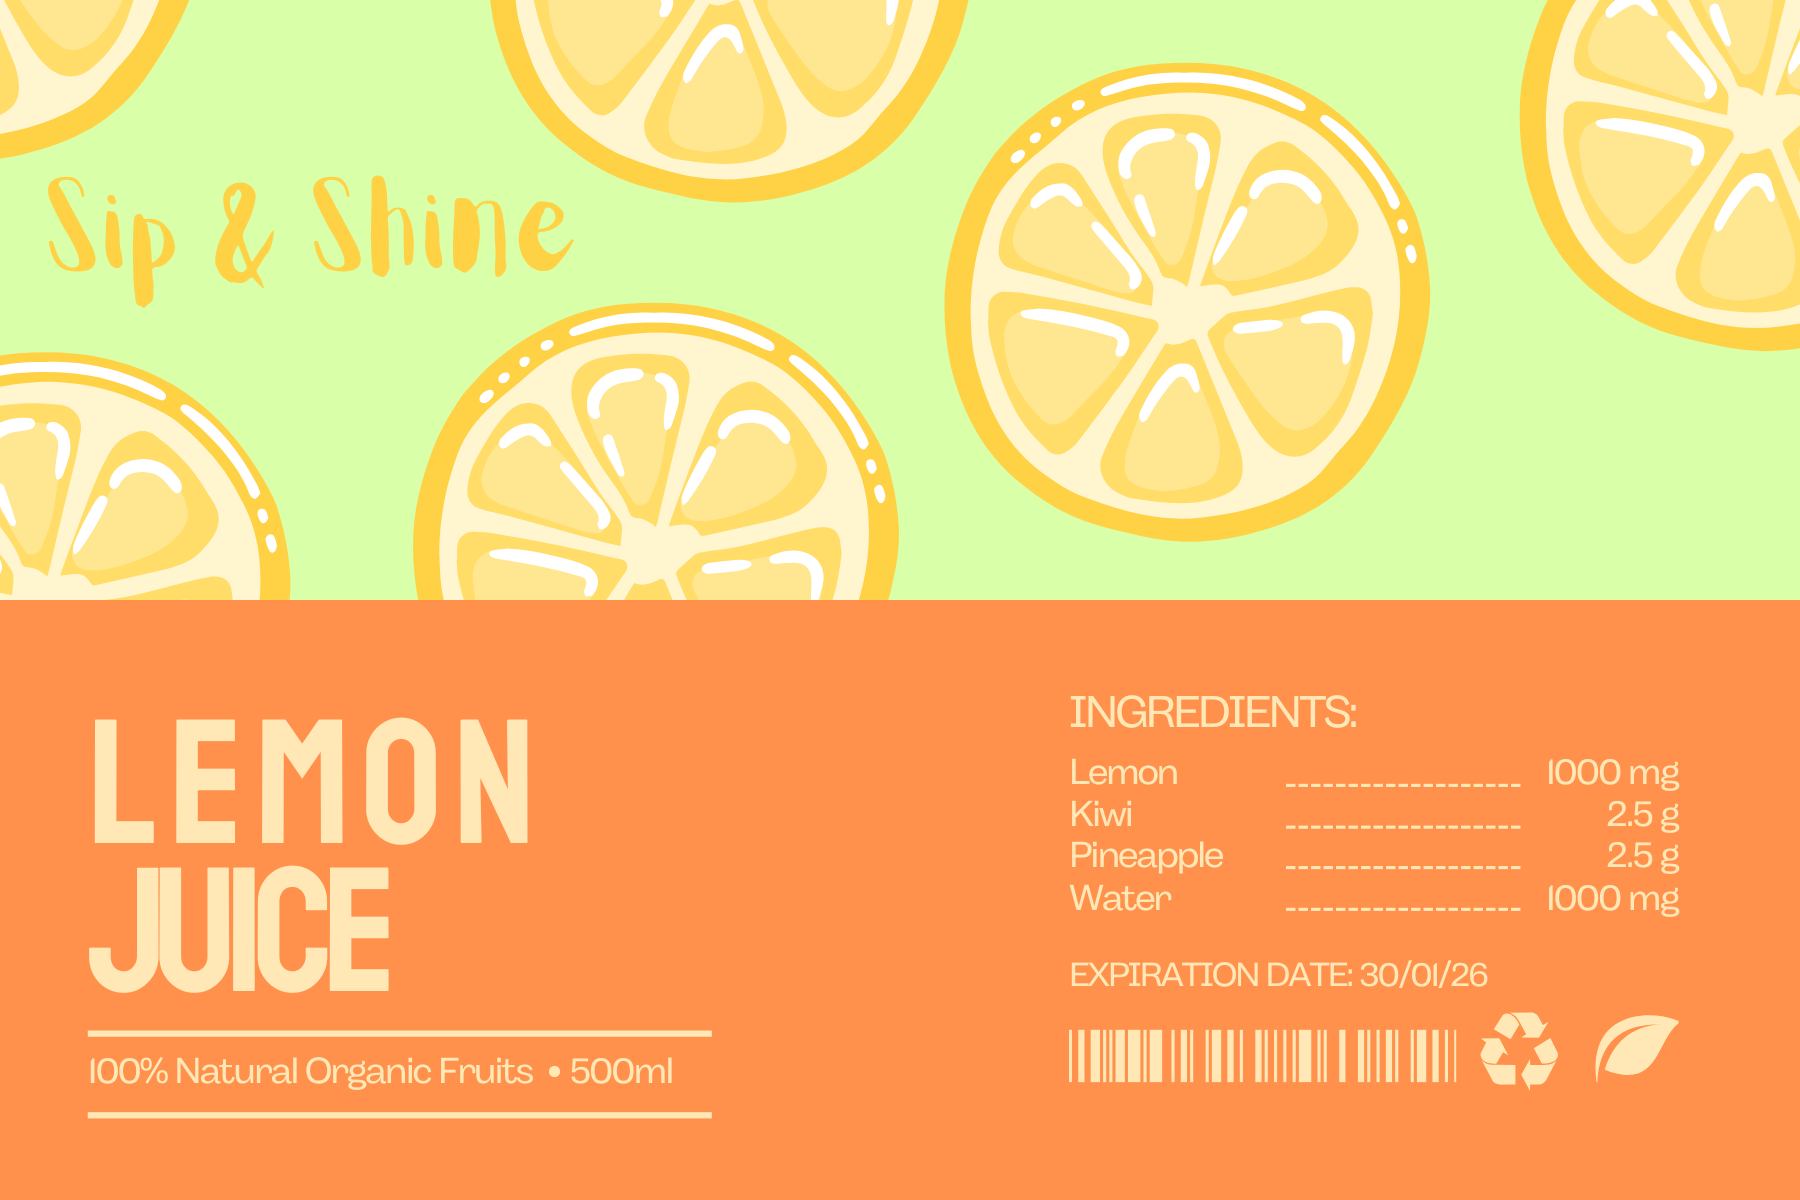 Sip & Shine
LEMON
JUICE
100% Natural Organic Fruits • 500ml
INGREDIENTS:
Lemon ------------------- 1000 mg
Kiwi ------------------- 2.5 g
Pineapple ------------------- 2.5 g
Water ------------------- 1000 mg
EXPIRATION DATE: 30/01/26